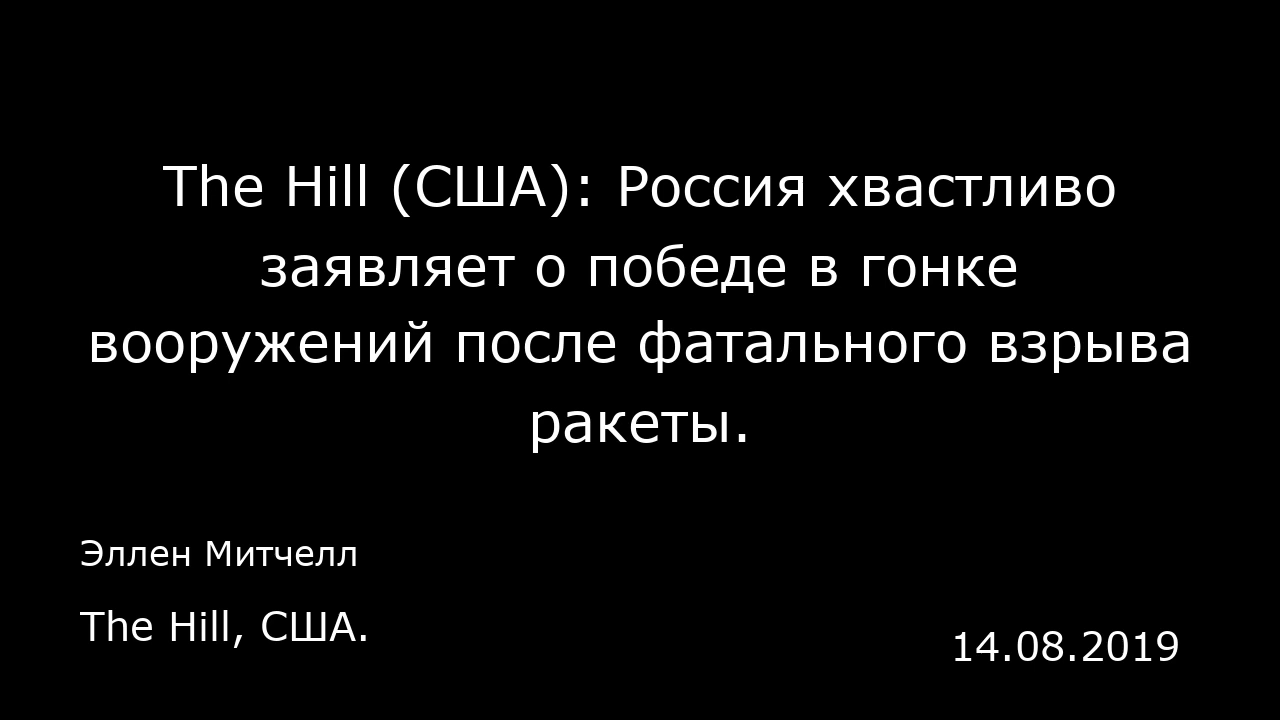 The Hill (США): Россия хвастливо
заявляет о победе в гонке
вооружений после фатального взрыва
ракеты.
Эллен Митчелл
The Hill, США.
14.08.2019